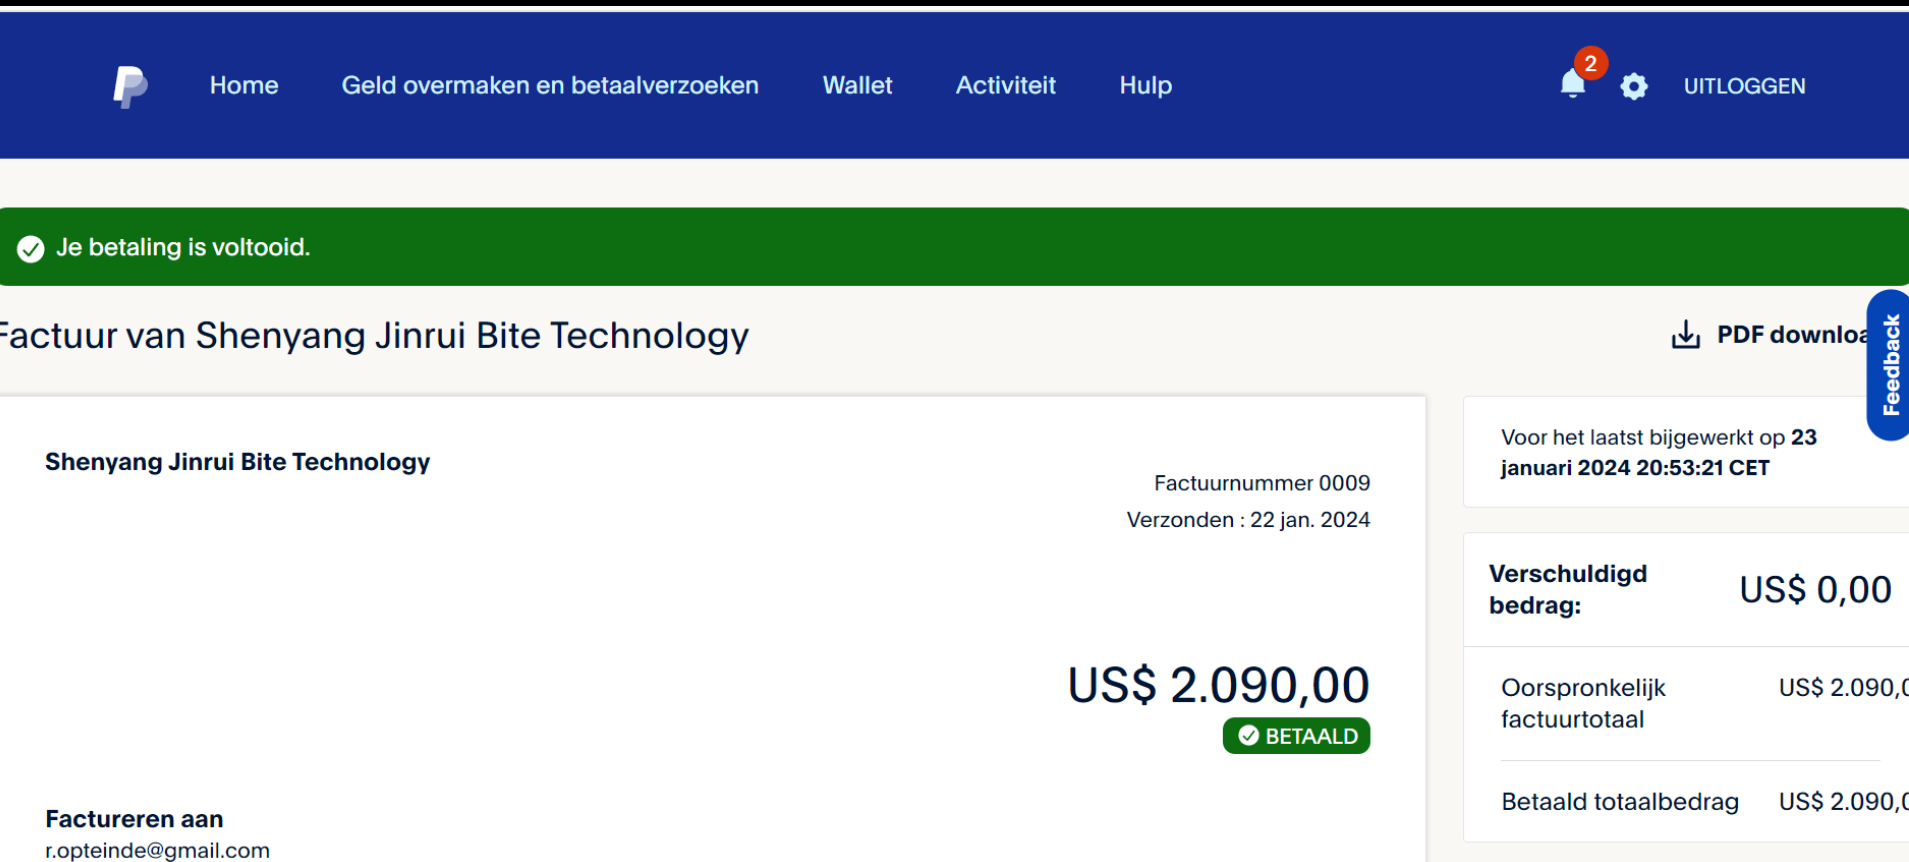 Home Geld overmaken en betaalverzoeken Wallet Activiteit Hulp 2 UITLOGGEN
Je betaling is voltooid.
Factuur van Shenyang Jinrui Bite Technology
PDF downloa
Feedback
Shenyang Jinrui Bite Technology
Factuurnummer 0009
Verzonden : 22 jan. 2024
US$ 2.090,00
BETAALD
Factureren aan
r.opteinde@gmail.com
Voor het laatst bijgewerkt op 23
januari 2024 20:53:21 CET
Verschuldigd
bedrag:
US$ 0,00
Oorspronkelijk
factuurtotaal
US$ 2.090,0
Betaald totaalbedrag US$ 2.090,0